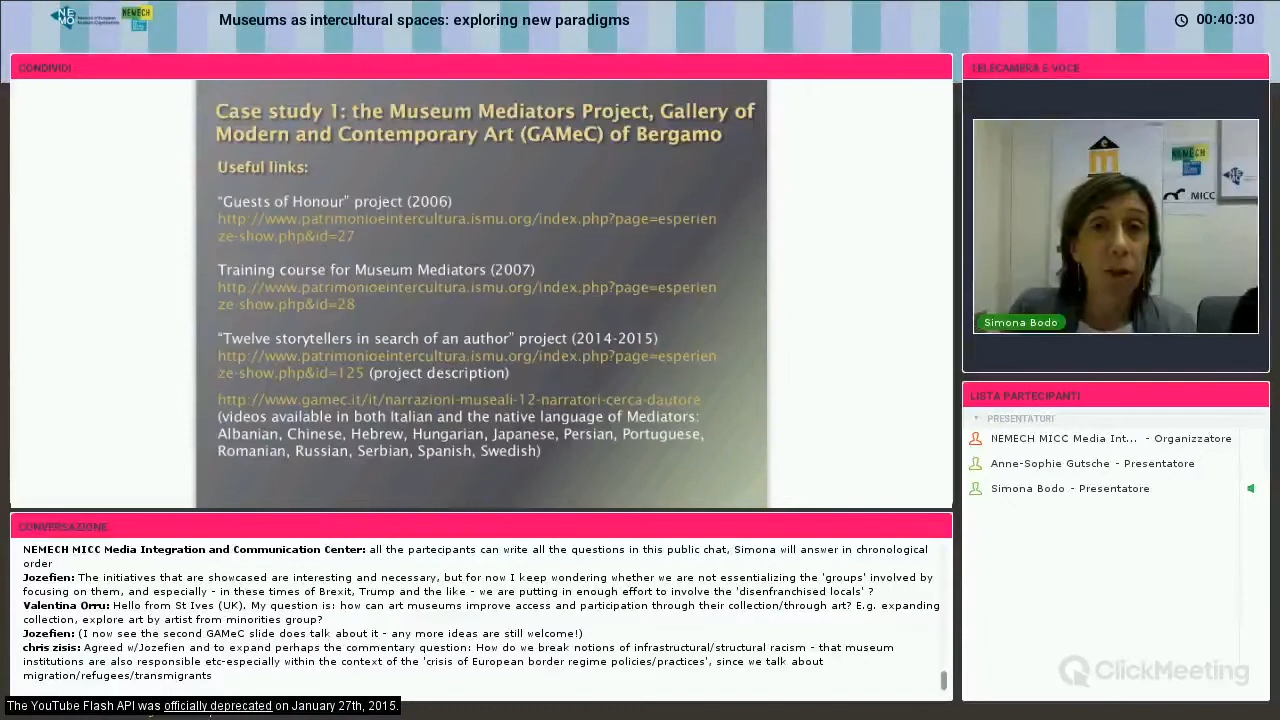 NEMECH
Museums as intercultural spaces: exploring new paradigms
00:40:30
CONDIVIDI
Case study 1: the Museum Mediators Project, Gallery of
Modern and Contemporary Art (GAMeC) of Bergamo
Useful links:
“Guests of Honour” project (2006)
http://www.patrimonioeintercultura.ismu.org/index.php?page=esperien
ze-show.php&id=27
Training course for Museum Mediators (2007)
http://www.patrimonioeintercultura.ismu.org/index.php?page=esperien
ze-show.php&id=28
“Twelve storytellers in search of an author” project (2014-2015)
http://www.patrimonioeintercultura.ismu.org/index.php?page=esperien
ze-show.php&id=125 (project description)
http://www.gamec.it/it/narrazioni-museali-12-narratori-cerca-dautore
(videos available in both Italian and the native language of Mediators:
Albanian, Chinese, Hebrew, Hungarian, Japanese, Persian, Portuguese,
Romanian, Russian, Serbian, Spanish, Swedish)
TELECAMERA E VOCE
NEMECH
MICC
Simona Bodo
LISTA PARTECIPANTI
PRESENTATORI
NEMECH MICC Media Int... - Organizzatore
Anne-Sophie Gutsche - Presentatore
Simona Bodo - Presentatore
CONVERSAZIONE
NEMECH MICC Media Integration and Communication Center: all the partecipants can write all the questions in this public chat, Simona will answer in chronological
order
Jozefien: The initiatives that are showcased are interesting and necessary, but for now I keep wondering whether we are not essentializing the 'groups' involved by
focusing on them, and especially - in these times of Brexit, Trump and the like - we are putting in enough effort to involve the 'disenfranchised locals' ?
Valentina Orru: Hello from St Ives (UK). My question is: how can art museums improve access and participation through their collection/through art? E.g. expanding
collection, explore art by artist from minorities group?
Jozefien: (I now see the second GAMeC slide does talk about it - any more ideas are still welcome!)
chris zisis: Agreed w/Jozefien and to expand perhaps the commentary question: How do we break notions of infrastructural/structural racism - that museum
institutions are also responsible etc-especially within the context of the 'crisis of European border regime policies/practices', since we talk about
migration/refugees/transmigrants
ClickMeeting
The YouTube Flash API was officially deprecated on January 27th, 2015.